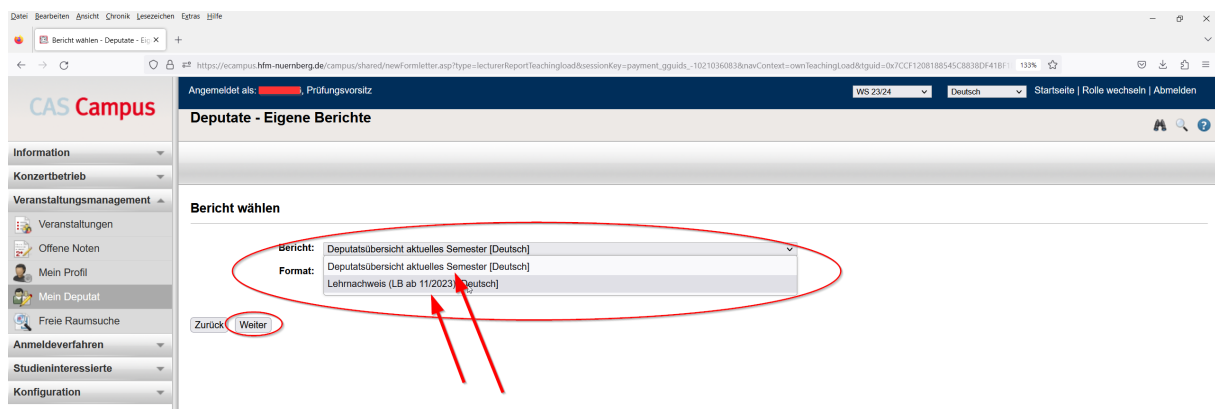 Datei Bearbeiten Ansicht Chronik Lesezeichen Extras Hilfe
Bericht wählen - Deputate - Eig
https://ecampus.hfm-nuernberg.de/campus/shared/newFormletter.asp?type=lecturerReportTeachingload&sessionKey=payment_gguids_-1021036083&navContext=ownTeachingLoad&tguid=0x7CCF1208188545C8838DF41BF 133%
CAS Campus
Angemeldet als: , Prüfungsvorsitz WS 23/24 Deutsch Startseite | Rolle wechseln | Abmelden
Deputate - Eigene Berichte
Information
Konzertbetrieb
Veranstaltungsmanagement
Veranstaltungen
Offene Noten
Mein Profil
Mein Deputat
Freie Raumsuche
Anmeldeverfahren
Studieninteressierte
Konfiguration
Bericht wählen
Bericht: Deputatsübersicht aktuelles Semester [Deutsch]
Format: Deputatsübersicht aktuelles Semester [Deutsch]
Lehrnachweis (LB ab 11/2023) [Deutsch]
Zurück Weiter